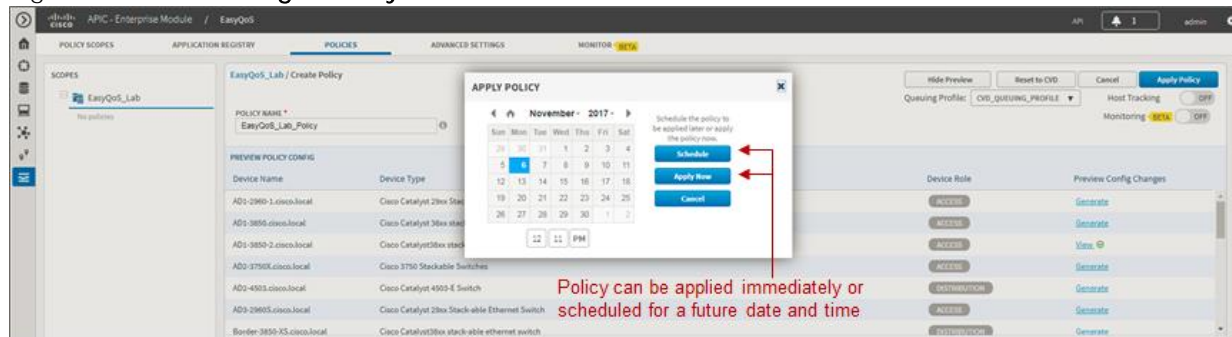 cisco APIC - Enterprise Module / EasyQoS API 1 admin
POLICY SCOPES APPLICATION REGISTRY POLICIES ADVANCED SETTINGS MONITOR BETA
SCOPES
EasyQoS_Lab
No policies
EasyQoS_Lab / Create Policy
Hide Preview Reset to CVD Cancel Apply Policy
Queuing Profile: CVD_QUEUING_PROFILE Host Tracking OFF
Monitoring BETA OFF
POLICY NAME *
EasyQoS_Lab_Policy
PREVIEW POLICY CONFIG
Device Name Device Type Device Role Preview Config Changes
AD1-2960-1.cisco.local Cisco Catalyst 29xx Stac ACCESS Generate
AD1-3850.cisco.local Cisco Catalyst 38xx stac ACCESS Generate
AD1-3850-2.cisco.local Cisco Catalyst38xx stack ACCESS View
AD2-3750X.cisco.local Cisco 3750 Stackable Switches ACCESS Generate
AD2-4503.cisco.local Cisco Catalyst 4503-E Switch DISTRIBUTION Generate
AD3-2960S.cisco.local Cisco Catalyst 29xx Stack-able Ethernet Switch ACCESS Generate
Border-3850-XS.cisco.local Cisco Catalyst38xx stack-able ethernet switch DISTRIBUTION Generate
APPLY POLICY
November 2017
Sun Mon Tue Wed Thu Fri Sat
29 30 31 1 2 3 4
5 6 7 8 9 10 11
12 13 14 15 16 17 18
19 20 21 22 23 24 25
26 27 28 29 30 1 2
12 11 PM
Schedule the policy to
be applied later or apply
the policy now.
Schedule
Apply Now
Cancel
Policy can be applied immediately or
scheduled for a future date and time